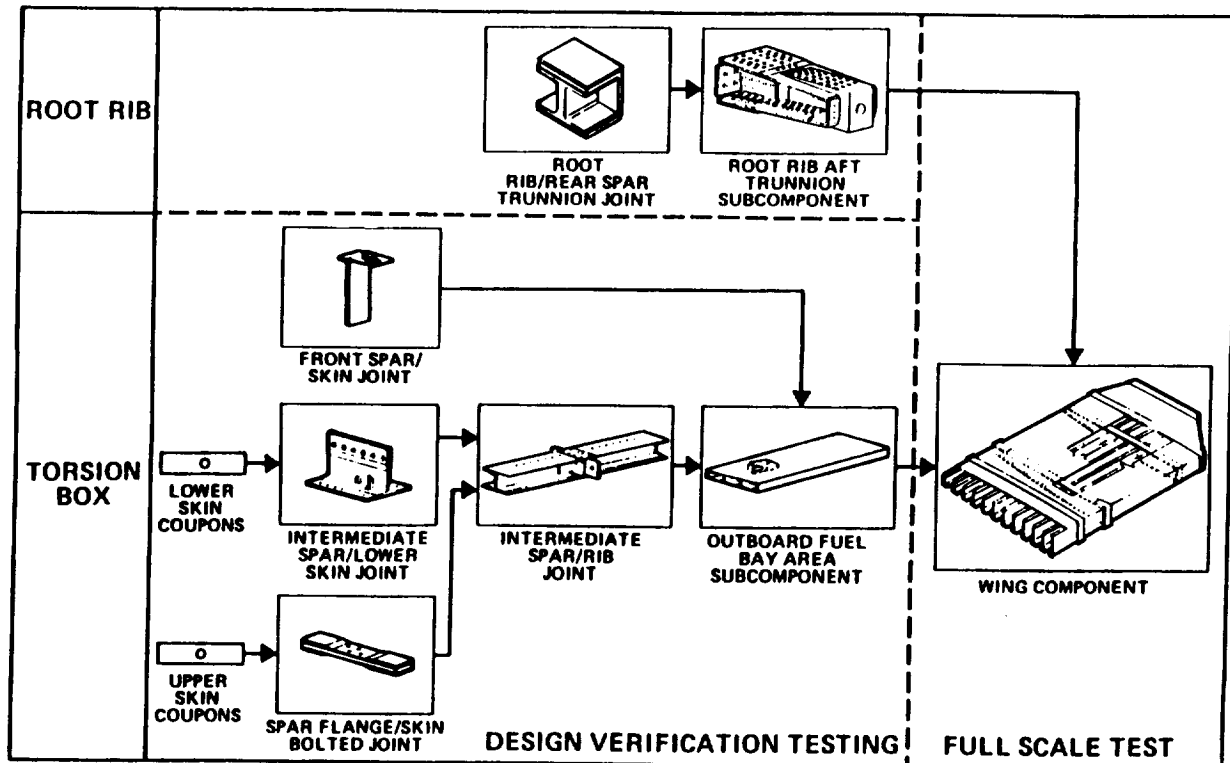 ROOT RIB
ROOT
RIB/REAR SPAR
TRUNNION JOINT
ROOT RIB AFT
TRUNNION
SUBCOMPONENT
TORSION
BOX
FRONT SPAR/
SKIN JOINT
LOWER
SKIN
COUPONS
INTERMEDIATE
SPAR/LOWER
SKIN JOINT
INTERMEDIATE
SPAR/RIB
JOINT
OUTBOARD FUEL
BAY AREA
SUBCOMPONENT
WING COMPONENT
UPPER
SKIN
COUPONS
SPAR FLANGE/SKIN
BOLTED JOINT
DESIGN VERIFICATION TESTING
FULL SCALE TEST